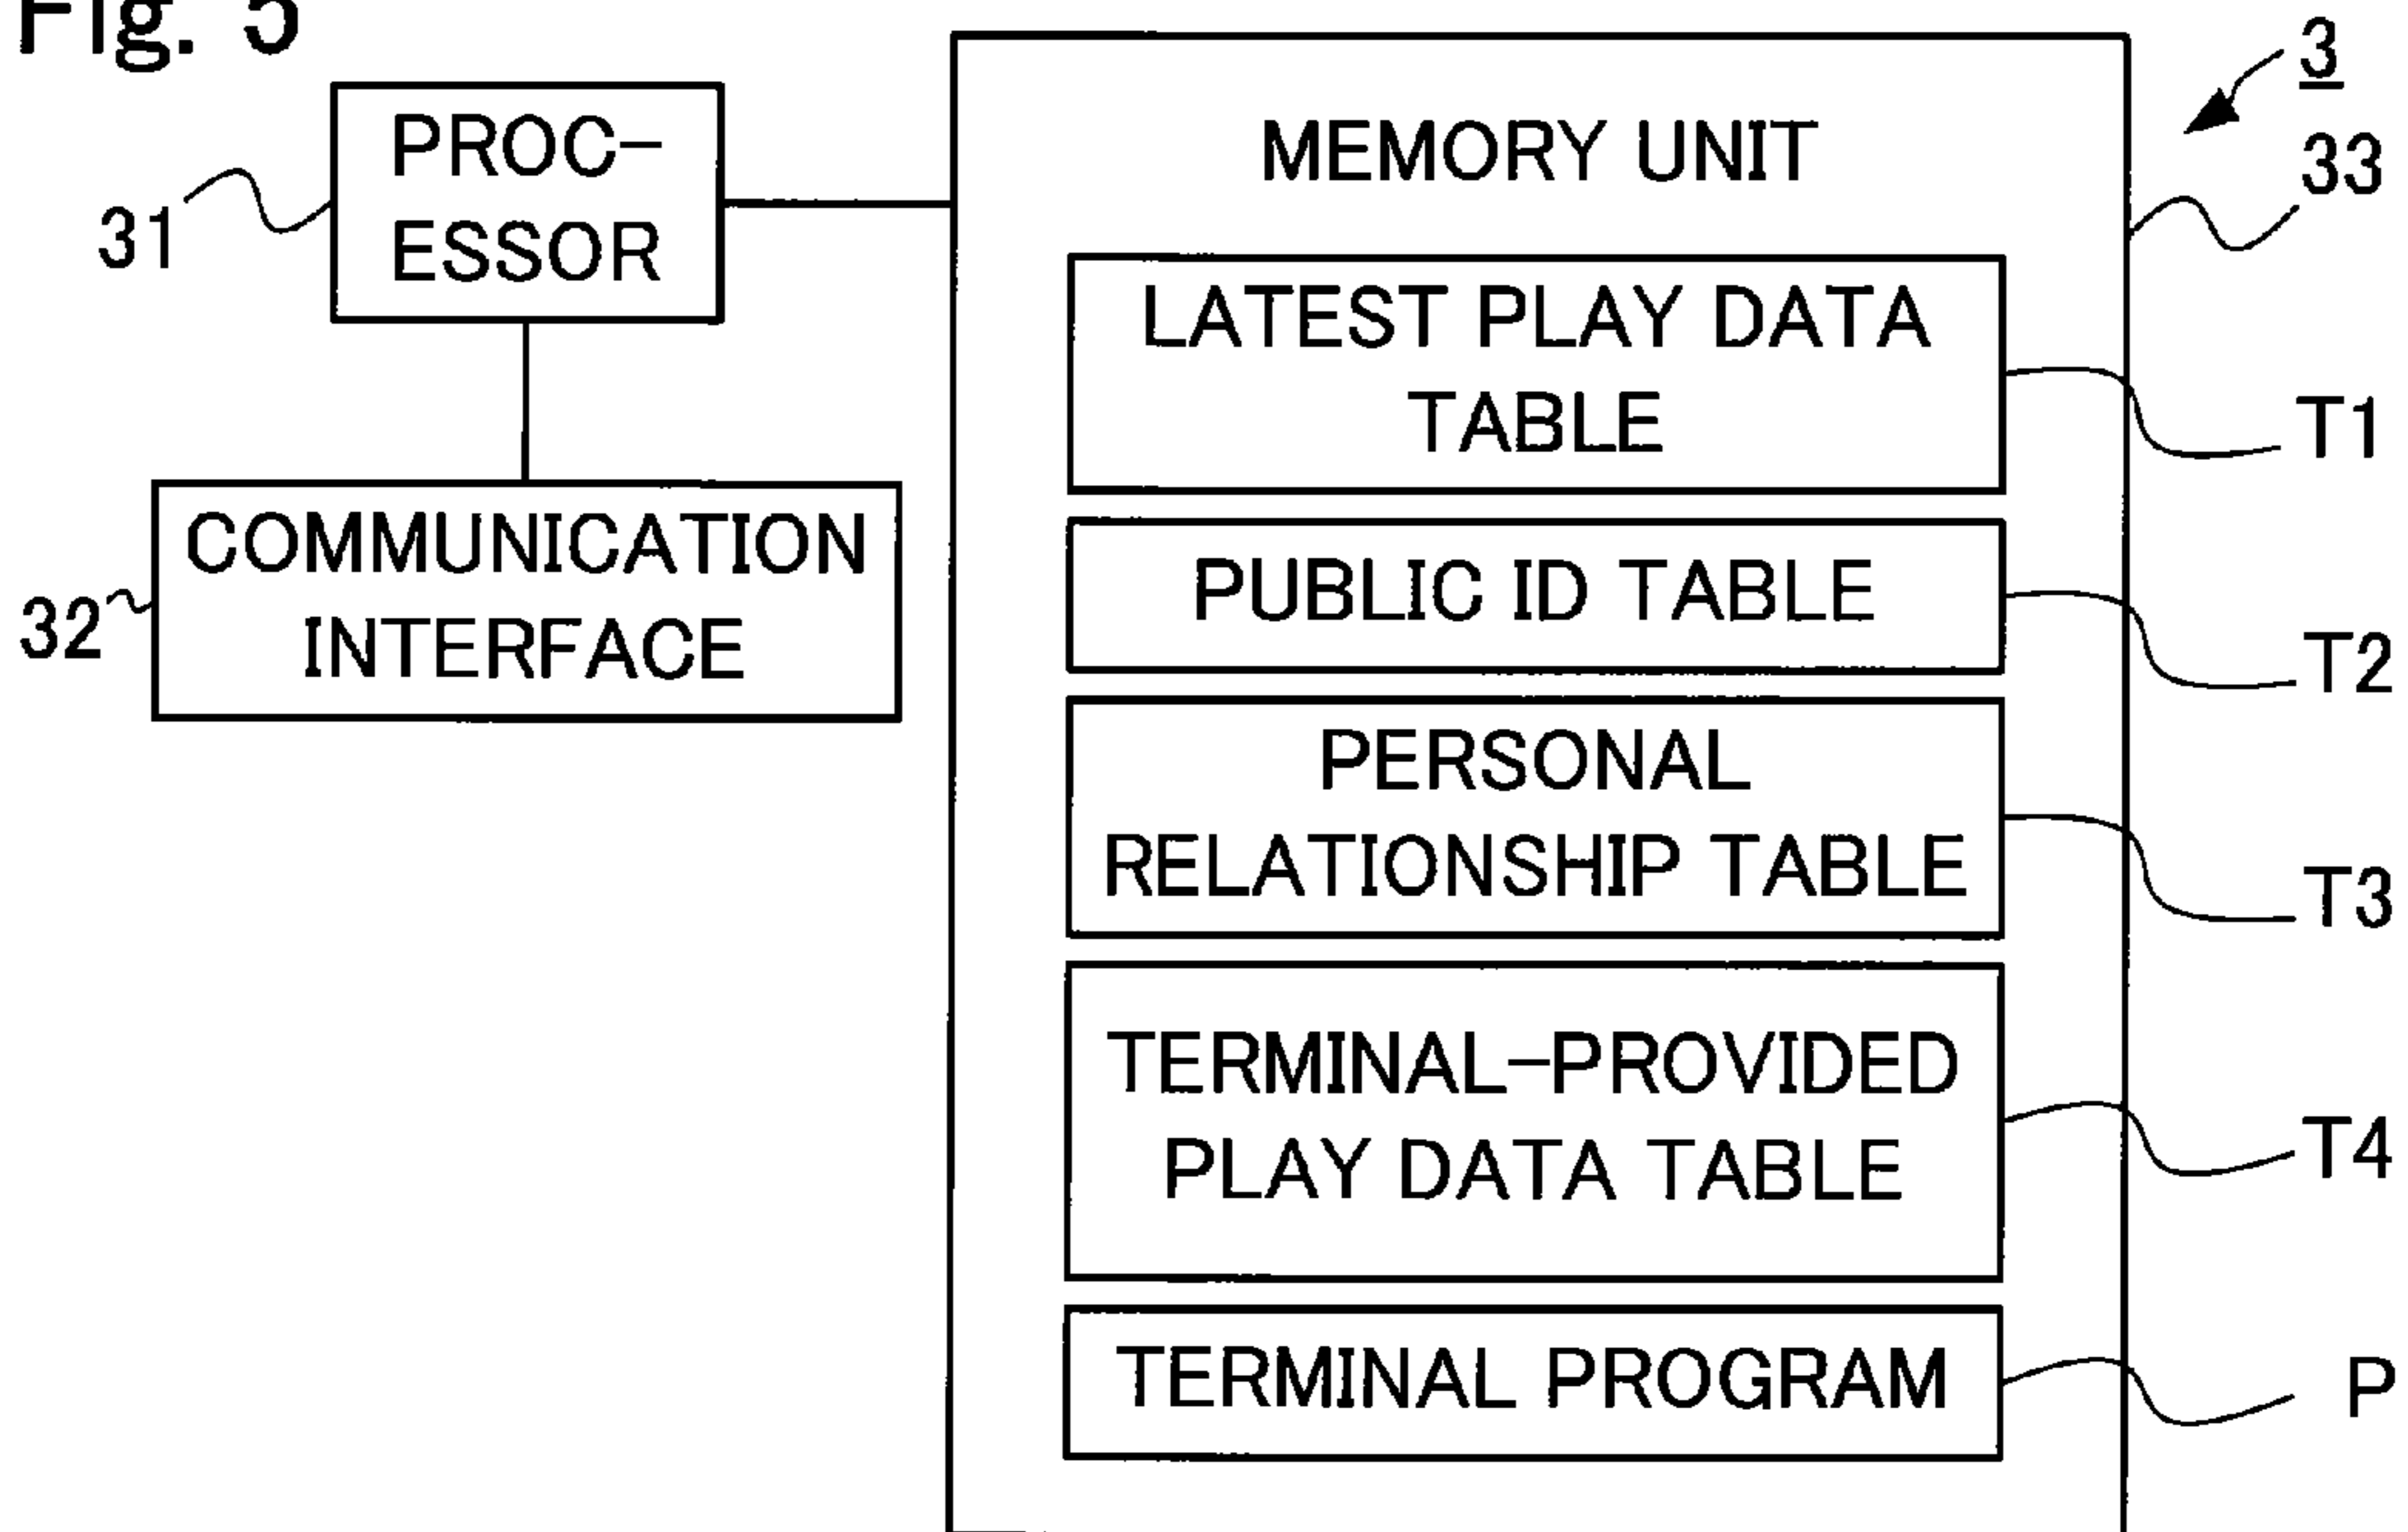 Fig. 5
3
PROC-
ESSOR
31
MEMORY UNIT
33
LATEST PLAY DATA
TABLE
T1
COMMUNICATION
INTERFACE
32
PUBLIC ID TABLE
T2
PERSONAL
RELATIONSHIP TABLE
T3
TERMINAL-PROVIDED
PLAY DATA TABLE
T4
TERMINAL PROGRAM
P